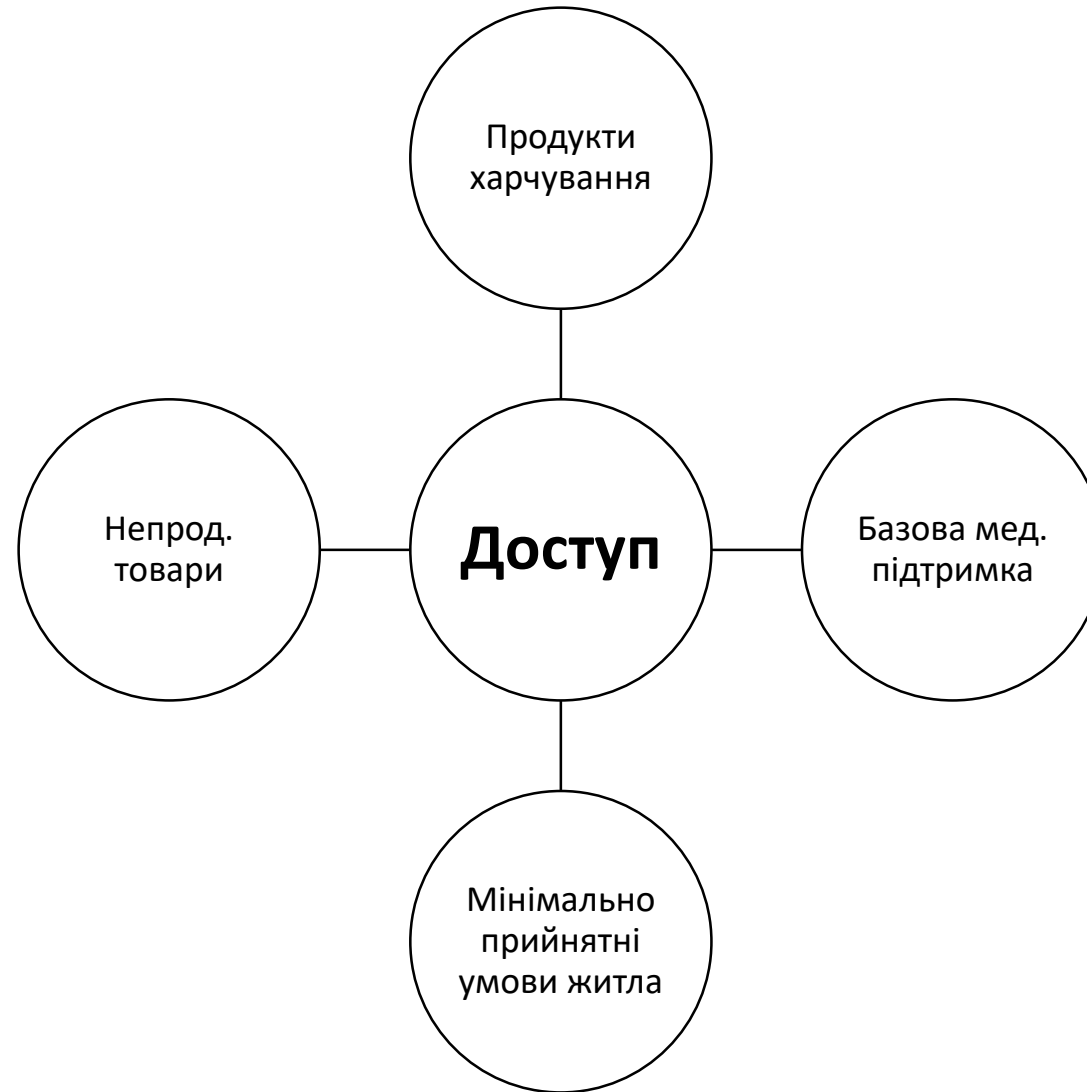 Продукти
харчування
Непрод.
товари
Доступ
Базова мед.
підтримка
Мінімально
прийнятні
умови житла